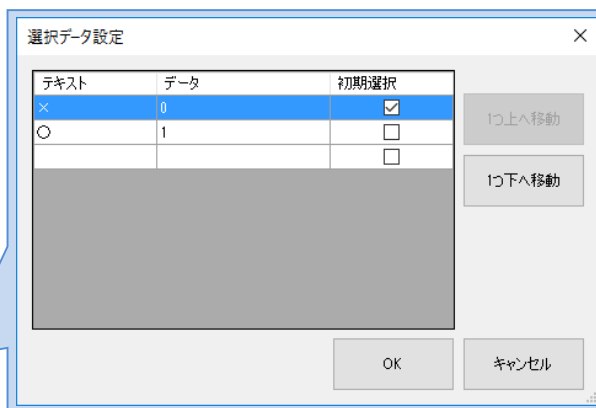 選択データ設定
テキスト データ 初期選択
× 0
○ 1
1つ上へ移動
1つ下へ移動
OK キャンセル